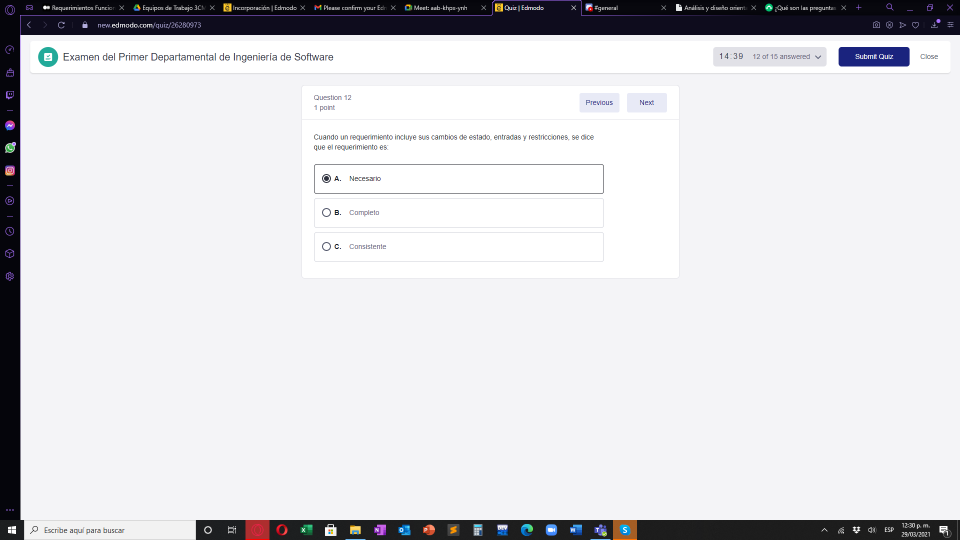 Requerimientos Funcion
Equipos de Trabajo 3CM
Incorporación | Edmodo
Please confirm your Edm
Meet: aab-khps-ynh
Quiz | Edmodo
Fgeneral
Análisis y diseño orient
¿Qué son las preguntas
new.edmodo.com/quiz/26280973
Examen del Primer Departamental de Ingeniería de Software
14:39 12 of 15 answered
Submit Quiz
Close
Question 12
1 point
Previous
Next
Cuando un requerimiento incluye sus cambios de estado, entradas y restricciones, se dice
que el requerimiento es:
A. Necesario
B. Completo
C. Consistente
Escribe aquí para buscar
ESP
12:30 p. m.
29/03/2021